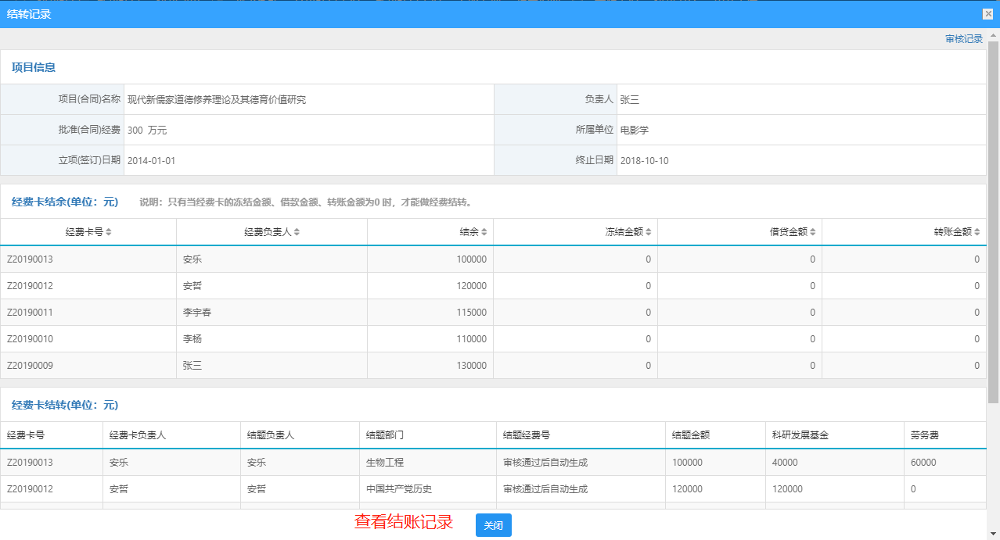 结转记录
审核记录
项目信息
项目(合同)名称 现代新儒家道德修养理论及其德育价值研究 负责人 张三
批准(合同)经费 300 万元 所属单位 电影学
立项(签订)日期 2014-01-01 终止日期 2018-10-10
经费卡结余(单位：元) 说明：只有当经费卡的冻结金额、借款金额、转账金额为0 时，才能做经费结转。
经费卡号 经费负责人 结余 冻结金额 借贷金额 转账金额
Z20190013 安乐 100000 0 0 0
Z20190012 安哲 120000 0 0 0
Z20190011 李宇春 115000 0 0 0
Z20190010 李杨 110000 0 0 0
Z20190009 张三 130000 0 0 0
经费卡结转(单位：元)
经费卡号 经费卡负责人 结题负责人 结题部门 结题经费号 结题金额 科研发展基金 劳务费
Z20190013 安乐 安乐 生物工程 审核通过后自动生成 100000 40000 60000
Z20190012 安哲 安哲 中国共产党历史 审核通过后自动生成 120000 120000 0
查看结账记录 关闭